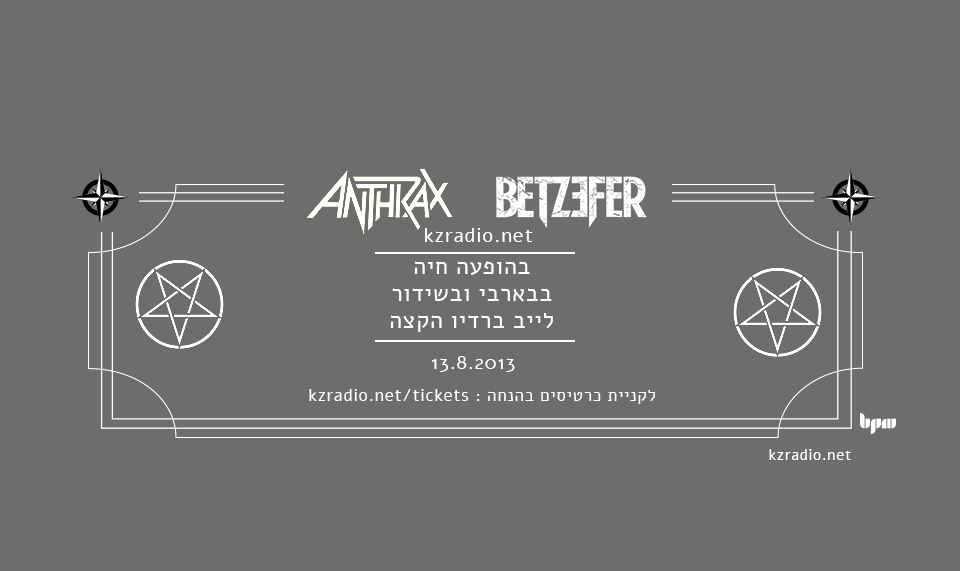 ANTHRAX BETZEFER
kzradio.net
בהופעה חיה
בבארבי ובשידור
לייב ברדיו הקצה
13.8.2013
לקניית כרטיסים בהנחה : kzradio.net/tickets
bpm
kzradio.net